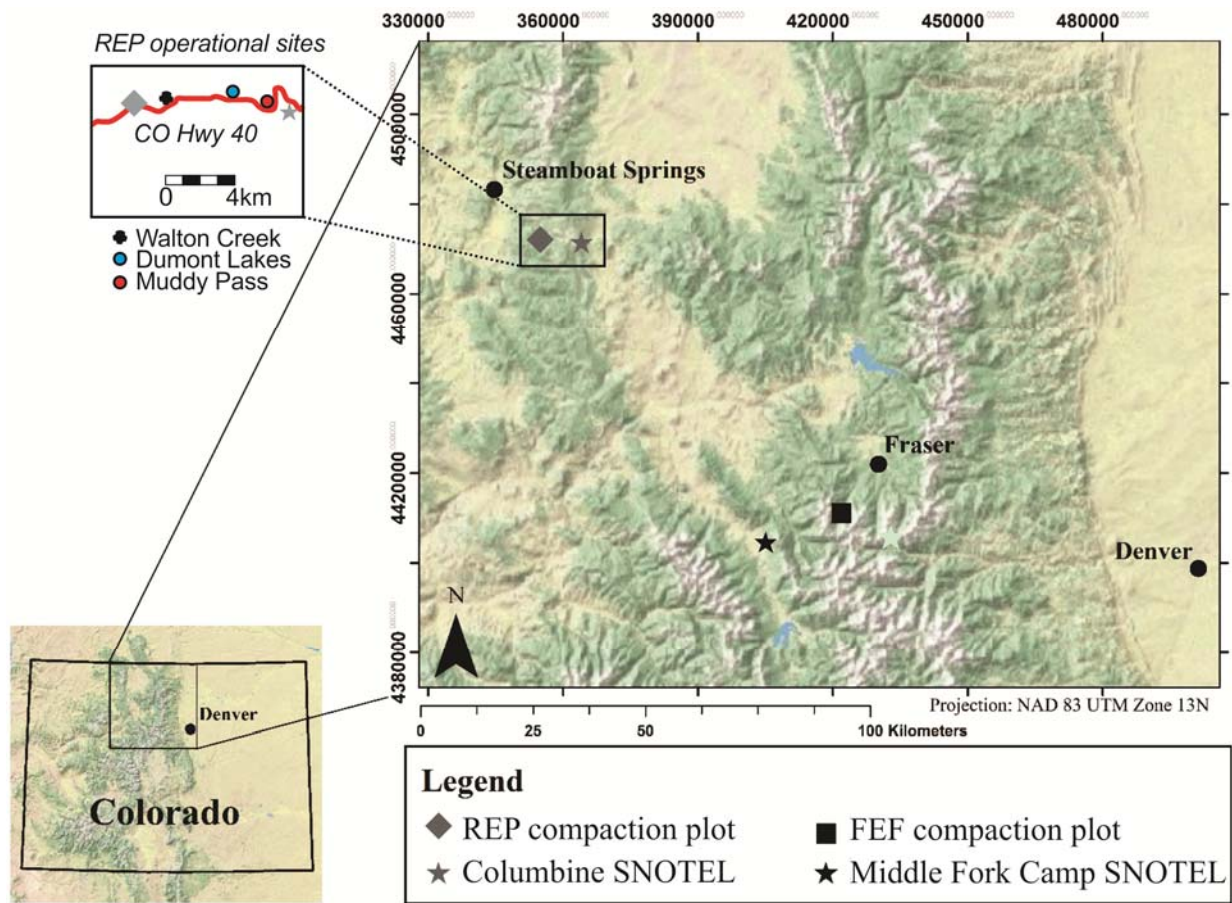 330000 360000 390000 420000 450000 480000
REP operational sites
CO Hwy 40
0 4km
Walton Creek
Dumont Lakes
Muddy Pass
4500000
4460000
4420000
4380000
Steamboat Springs
Fraser
Denver
N
Projection: NAD 83 UTM Zone 13N
0 25 50 100 Kilometers
Denver
Colorado
Legend
REP compaction plot
Columbine SNOTEL
FEF compaction plot
Middle Fork Camp SNOTEL